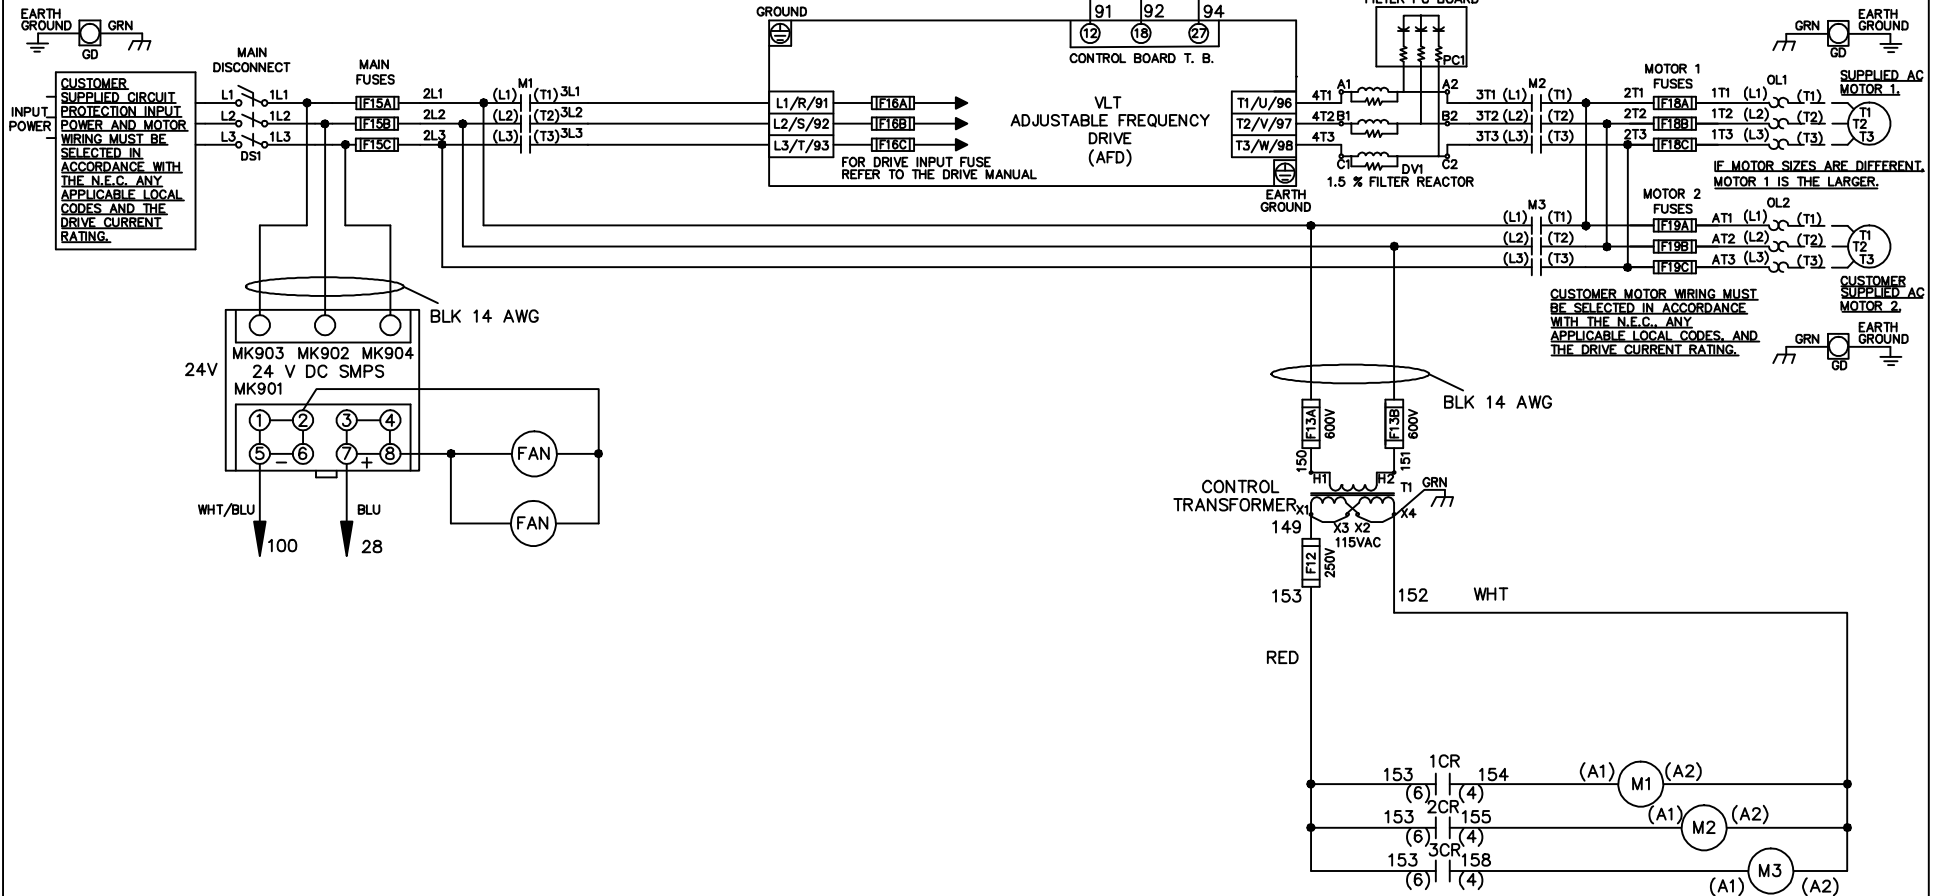 EARTH
GROUND
GRN
GD
CUSTOMER
SUPPLIED CIRCUIT
PROTECTION INPUT
POWER AND MOTOR
WIRING MUST BE
SELECTED IN
ACCORDANCE WITH
THE N.E.C. ANY
APPLICABLE LOCAL
CODES AND THE
DRIVE CURRENT
RATING.
INPUT
POWER
MAIN
DISCONNECT
L1 1L1
L2 1L2
L3 1L3
DS1
MAIN
FUSES
F15A
F15B
F15C
2L1
2L2
2L3
M1
(L1) (T1) 3L1
(L2) (T2) 3L2
(L3) (T3) 3L3
GROUND
L1/R/91
L2/S/92
L3/T/93
F16A
F16B
F16C
FOR DRIVE INPUT FUSE
REFER TO THE DRIVE MANUAL
91 92 94
12 18 27
CONTROL BOARD T. B.
VLT
ADJUSTABLE FREQUENCY
DRIVE
(AFD)
T1/U/96
T2/V/97
T3/W/98
EARTH
GROUND
PC1
4T1 A1 A2
4T2 B1 B2
4T3 C1 C2
DV1
1.5 % FILTER REACTOR
M2
3T1 (L1) (T1)
3T2 (L2) (T2)
3T3 (L3) (T3)
MOTOR 1
FUSES
2T1 F18A 1T1 (L1) (T1)
2T2 F18B 1T2 (L2) (T2)
2T3 F18C 1T3 (L3) (T3)
OL1
GRN
GD
EARTH
GROUND
SUPPLIED AC
MOTOR 1.
T1
T2
T3
IF MOTOR SIZES ARE DIFFERENT,
MOTOR 1 IS THE LARGER.
M3
(L1) (T1)
(L2) (T2)
(L3) (T3)
MOTOR 2
FUSES
OL2
F19A AT1 (L1) (T1)
F19B AT2 (L2) (T2)
F19C AT3 (L3) (T3)
T1
T2
T3
CUSTOMER
SUPPLIED AC
MOTOR 2.
CUSTOMER MOTOR WIRING MUST
BE SELECTED IN ACCORDANCE
WITH THE N.E.C., ANY
APPLICABLE LOCAL CODES, AND
THE DRIVE CURRENT RATING.
GRN
GD
EARTH
GROUND
BLK 14 AWG
MK903 MK902 MK904
24V
24 V DC SMPS
MK901
1 2 3 4
5 - 6 7 + 8
FAN
FAN
WHT/BLU
BLU
100
28
BLK 14 AWG
F13A
600V
F13B
600V
150
151
H1 H2
T1
GRN
CONTROL
TRANSFORMER
X1
X3 X2
X4
115VAC
149
F12
250V
153
152
WHT
RED
1CR
153 154
(6) (4)
(A1) M1 (A2)
2CR
153 155
(6) (4)
(A1) M2 (A2)
3CR
153 158
(6) (4)
(A1) M3 (A2)